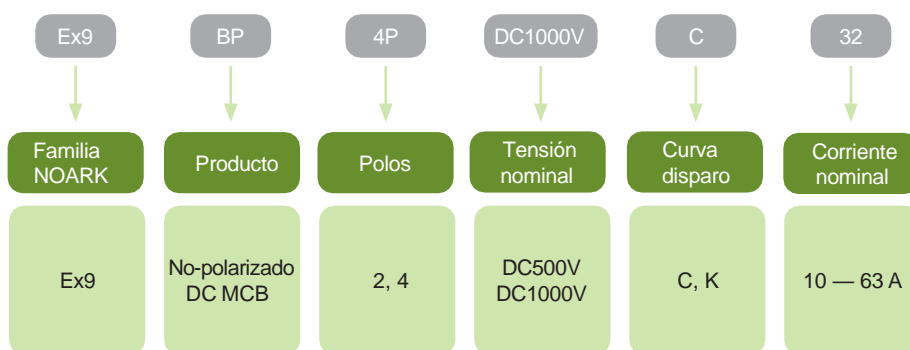 Ex9
BP
4P
DC1000V
C
32
Familia
NOARK
Producto
Polos
Tensión
nominal
Curva
disparo
Corriente
nominal
Ex9
No-polarizado
DC MCB
2, 4
DC500V
DC1000V
C, K
10 — 63 A